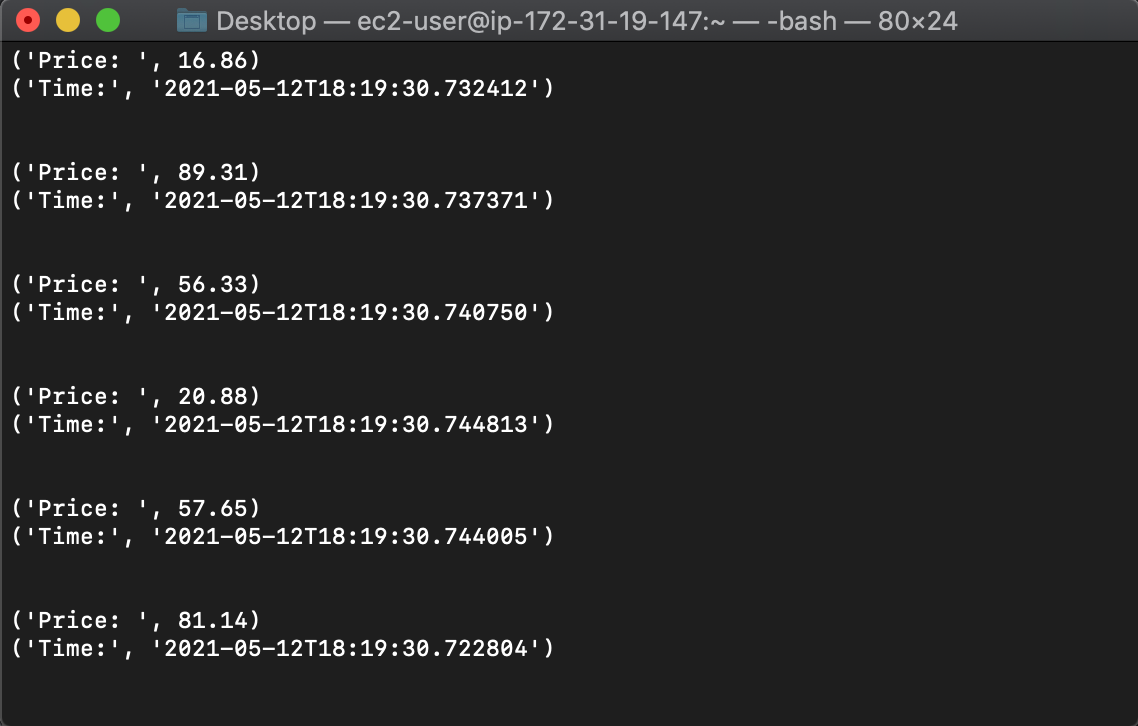 Desktop — ec2-user@ip-172-31-19-147:~ — -bash — 80×24
('Price: ', 16.86)
('Time:', '2021-05-12T18:19:30.732412')
('Price: ', 89.31)
('Time:', '2021-05-12T18:19:30.737371')
('Price: ', 56.33)
('Time:', '2021-05-12T18:19:30.740750')
('Price: ', 20.88)
('Time:', '2021-05-12T18:19:30.744813')
('Price: ', 57.65)
('Time:', '2021-05-12T18:19:30.744005')
('Price: ', 81.14)
('Time:', '2021-05-12T18:19:30.722804')